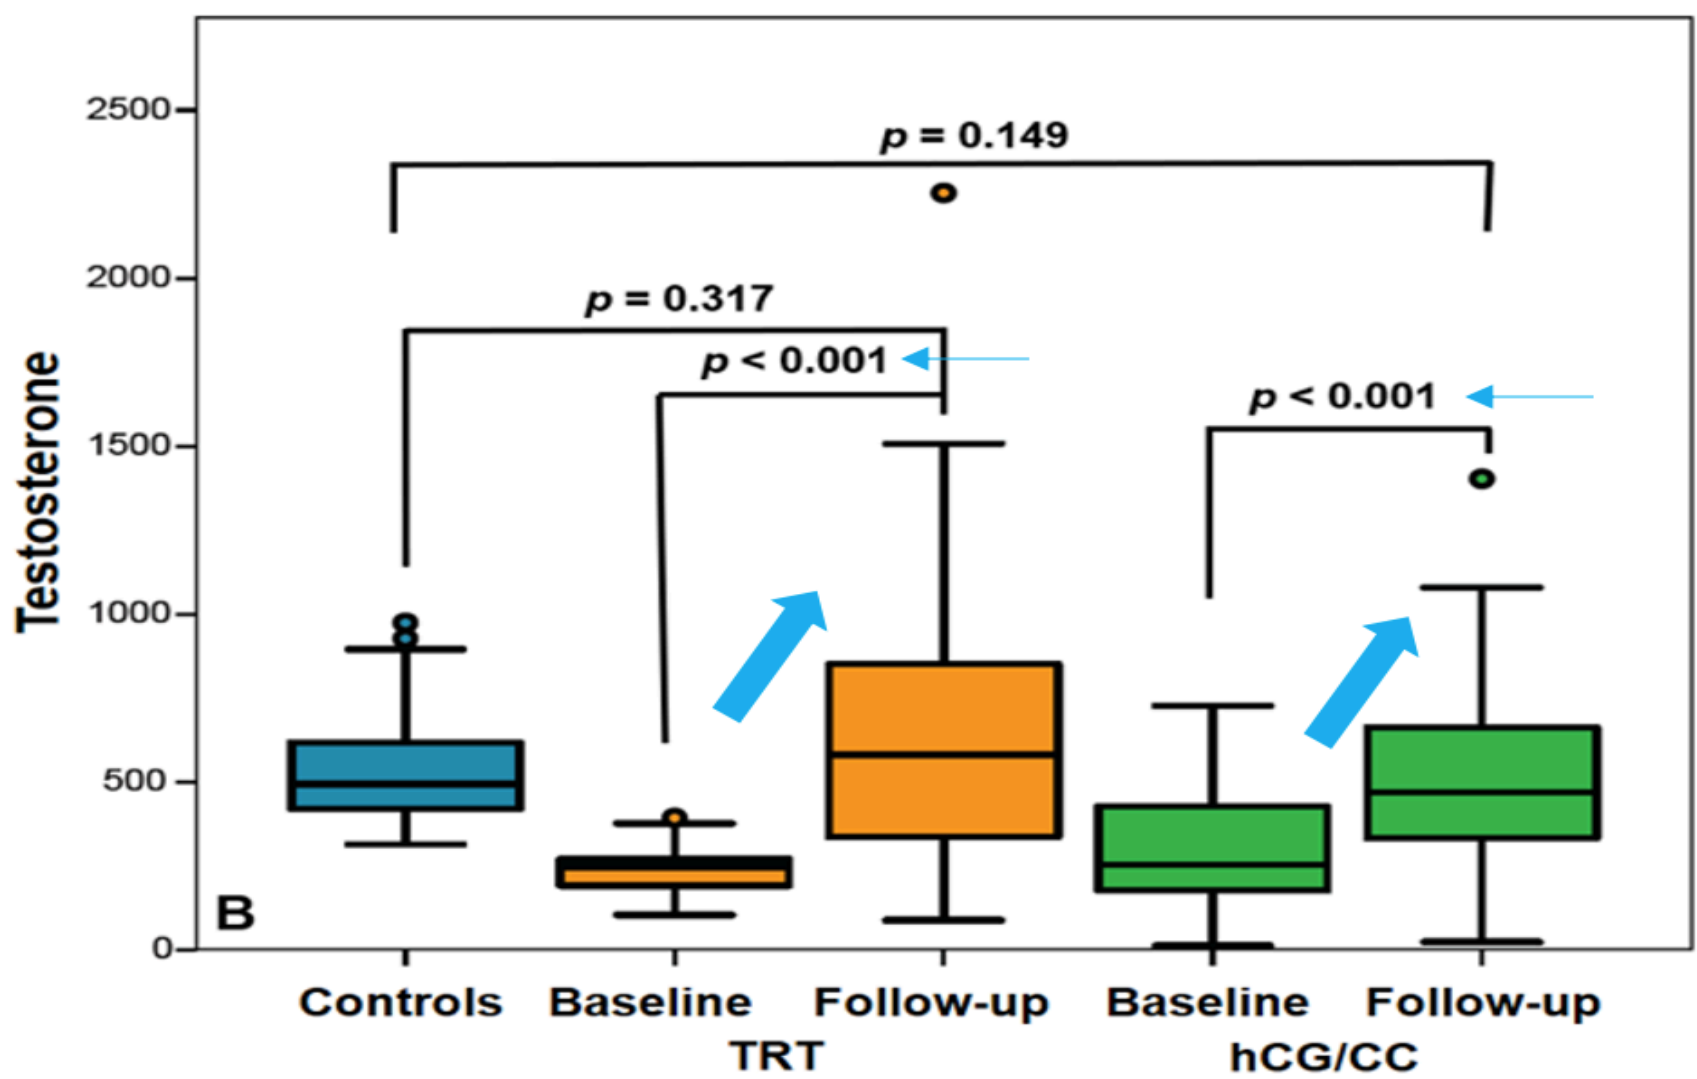 2500
p = 0.149
2000
p = 0.317
p < 0.001
p < 0.001
1500
Testosterone
1000
500
B
0
Controls Baseline Follow-up Baseline Follow-up
TRT hCG/CC